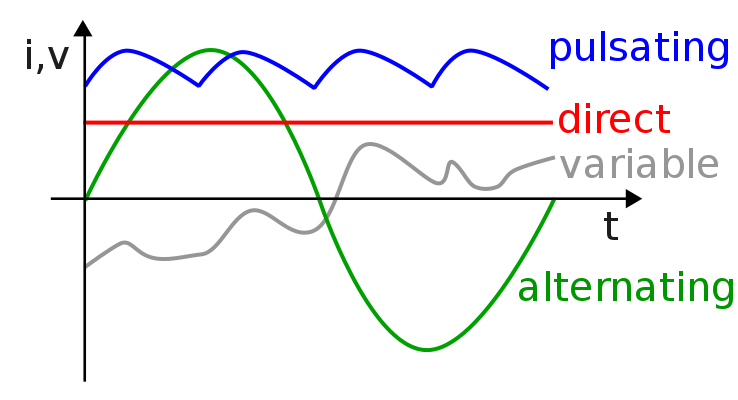 i,v
pulsating
direct
variable
t
alternating